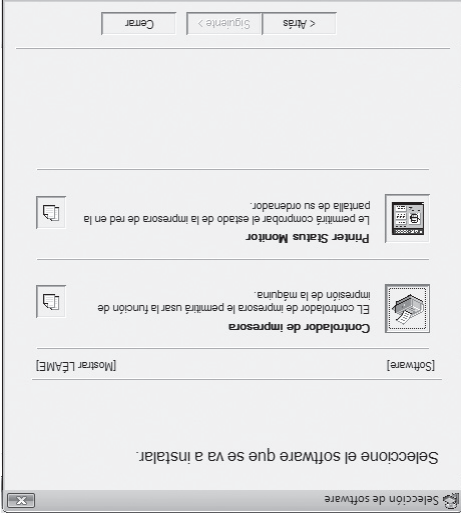 Selección de software
Seleccione el software que se va a instalar.
[Software] [Mostrar LÉAME]
Controlador de impresora
EL controlador de impresora le permitirá usar la función de
impresión de la máquina.
Printer Status Monitor
Le permitirá comprobar el estado de la impresora de red en la
pantalla de su ordenador.
< Atrás Siguiente > Cerrar